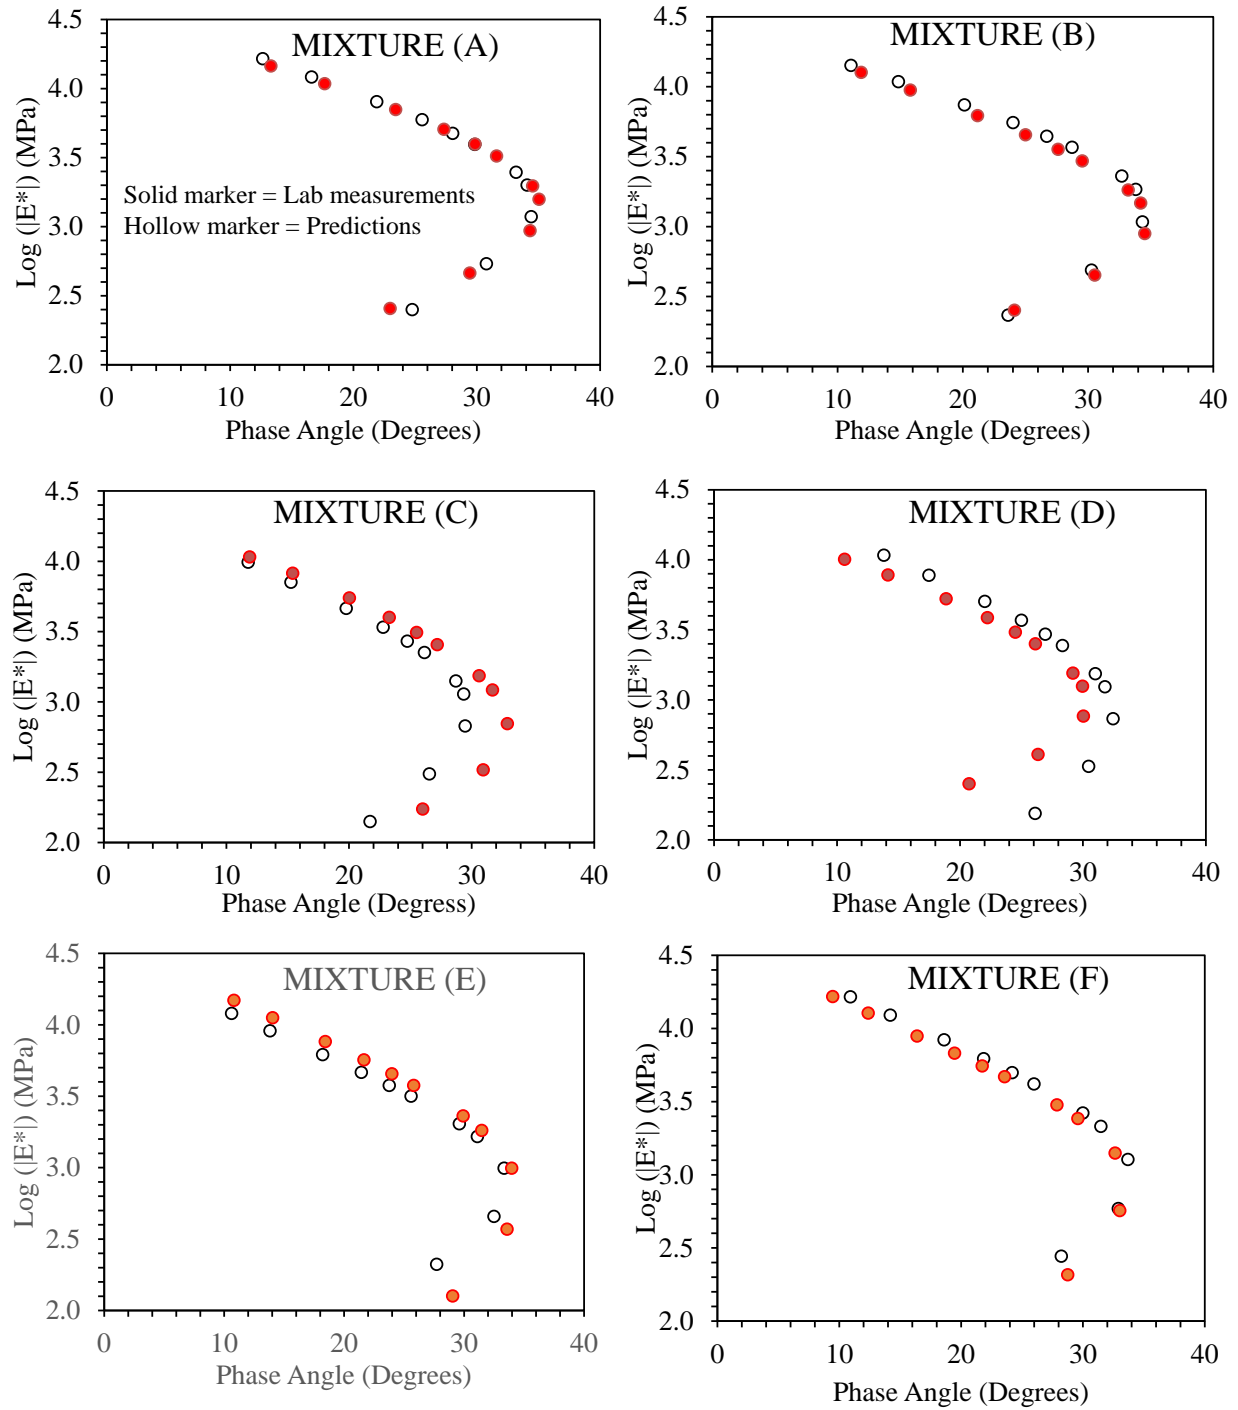 MIXTURE (A)
4.5
4.0
3.5
3.0
2.5
2.0
Log (|E*|) (MPa)
Solid marker = Lab measurements
Hollow marker = Predictions
0 10 20 30 40
Phase Angle (Degrees)
MIXTURE (B)
4.5
4.0
3.5
3.0
2.5
2.0
Log (|E*|) (MPa)
0 10 20 30 40
Phase Angle (Degrees)
MIXTURE (C)
4.5
4.0
3.5
3.0
2.5
2.0
Log (|E*|) (MPa)
0 10 20 30 40
Phase Angle (Degress)
MIXTURE (D)
4.5
4.0
3.5
3.0
2.5
2.0
Log (|E*|) (MPa)
0 10 20 30 40
Phase Angle (Degrees)
MIXTURE (E)
4.5
4.0
3.5
3.0
2.5
2.0
Log (|E*|) (MPa)
0 10 20 30 40
Phase Angle (Degrees)
MIXTURE (F)
4.5
4.0
3.5
3.0
2.5
2.0
Log (|E*|) (MPa)
0 10 20 30 40
Phase Angle (Degrees)